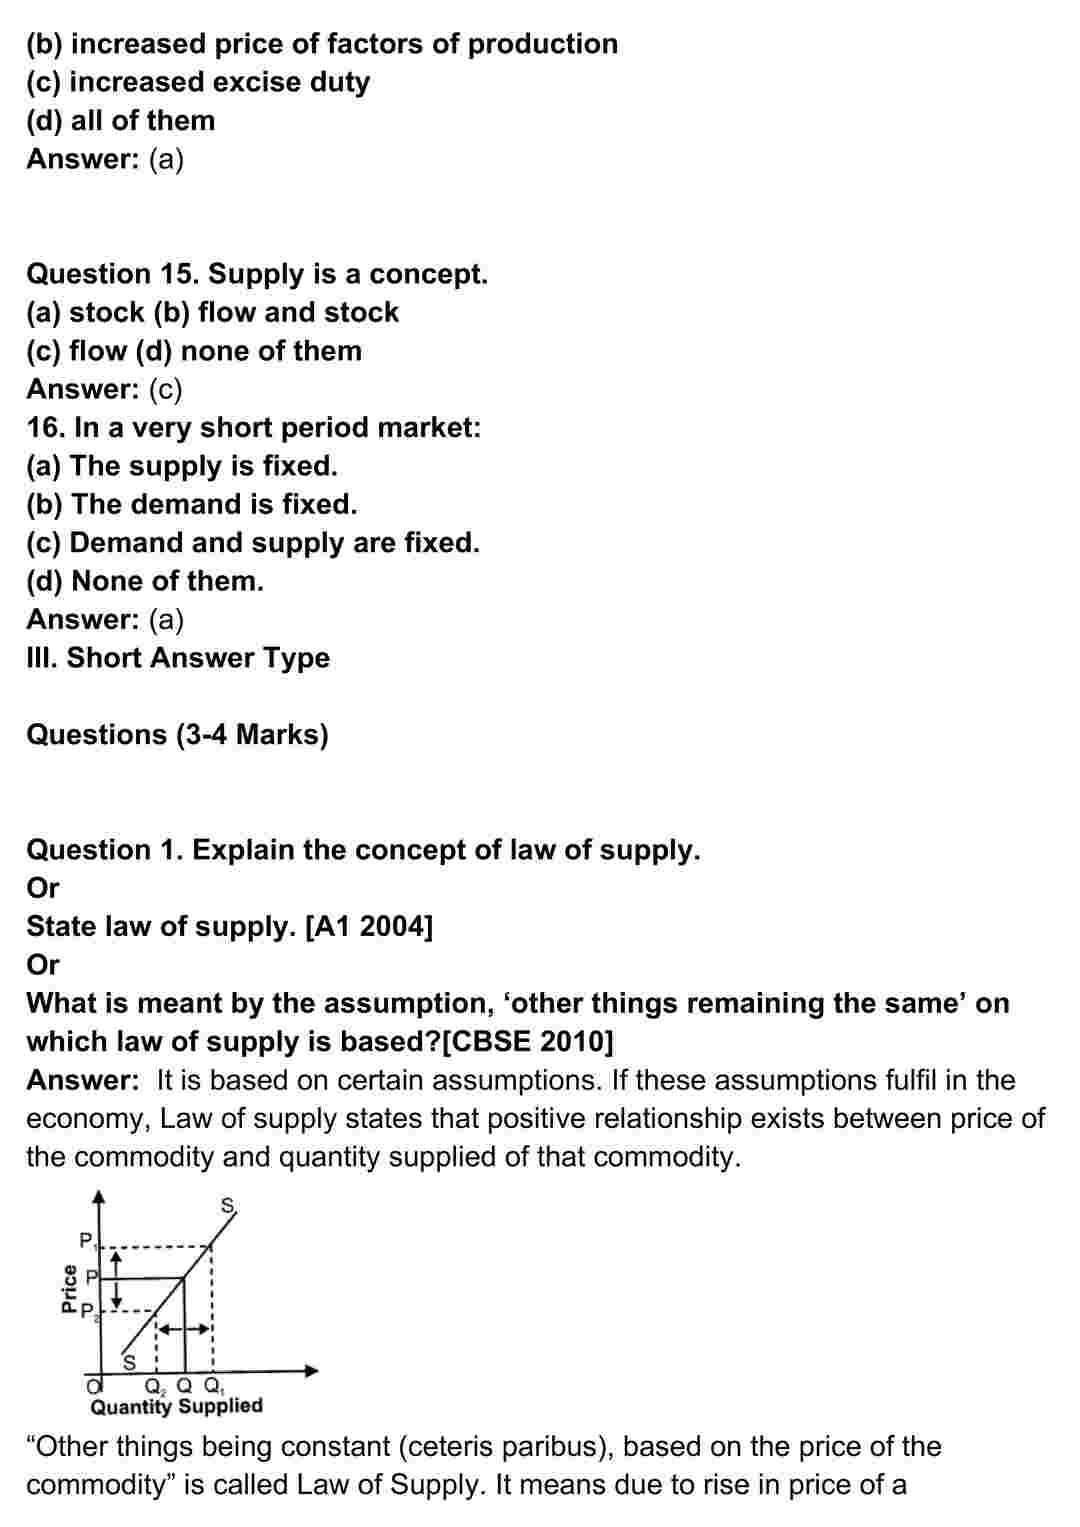 (b) increased price of factors of production
(c) increased excise duty
(d) all of them
Answer: (a)
Question 15. Supply is a concept.
(a) stock (b) flow and stock
(c) flow (d) none of them
Answer: (c)
16. In a very short period market:
(a) The supply is fixed.
(b) The demand is fixed.
(c) Demand and supply are fixed.
(d) None of them.
Answer: (a)
III. Short Answer Type
Questions (3-4 Marks)
Question 1. Explain the concept of law of supply.
Or
State law of supply. [A1 2004]
Or
What is meant by the assumption, ‘other things remaining the same’ on
which law of supply is based?[CBSE 2010]
Answer:  It is based on certain assumptions. If these assumptions fulfil in the
economy, Law of supply states that positive relationship exists between price of
the commodity and quantity supplied of that commodity.
S
P₁
P
Price
P₂
S
O Q₂ Q Q₁
Quantity Supplied
“Other things being constant (ceteris paribus), based on the price of the
commodity” is called Law of Supply. It means due to rise in price of a